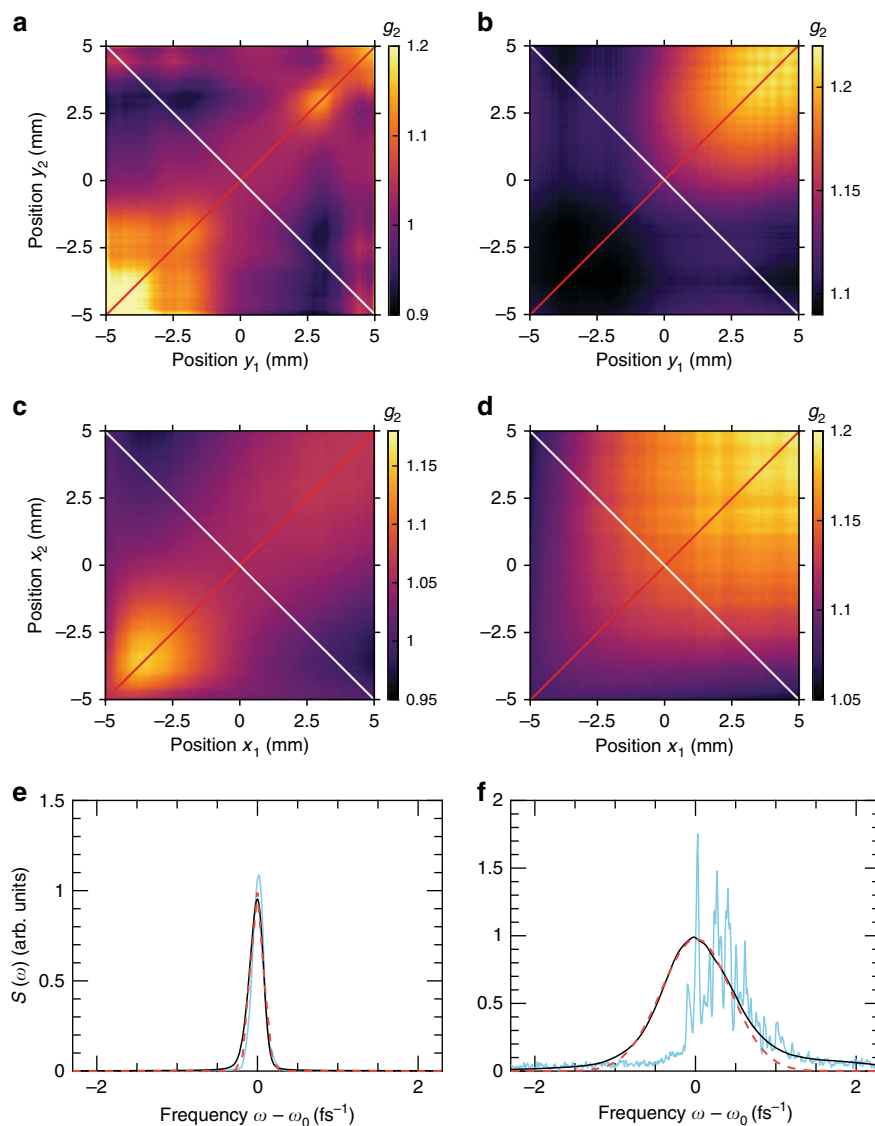 a
b
g2
g2
5
2.5
0
−2.5
−5
Position y2 (mm)
−5 −2.5 0 2.5 5
Position y1 (mm)
1.2
1.1
1
0.9
5
2.5
0
−2.5
−5
−5 −2.5 0 2.5 5
Position y1 (mm)
1.2
1.15
1.1
c
d
g2
g2
5
2.5
0
−2.5
−5
Position x2 (mm)
−5 −2.5 0 2.5 5
Position x1 (mm)
1.15
1.1
1.05
1
0.95
5
2.5
0
−2.5
−5
−5 −2.5 0 2.5 5
Position x1 (mm)
1.2
1.15
1.1
1.05
e
f
1.5
1
0.5
0
S (ω) (arb. units)
−2 0 2
Frequency ω − ω0 (fs⁻¹)
2
1.5
1
0.5
0
−2 0 2
Frequency ω − ω0 (fs⁻¹)